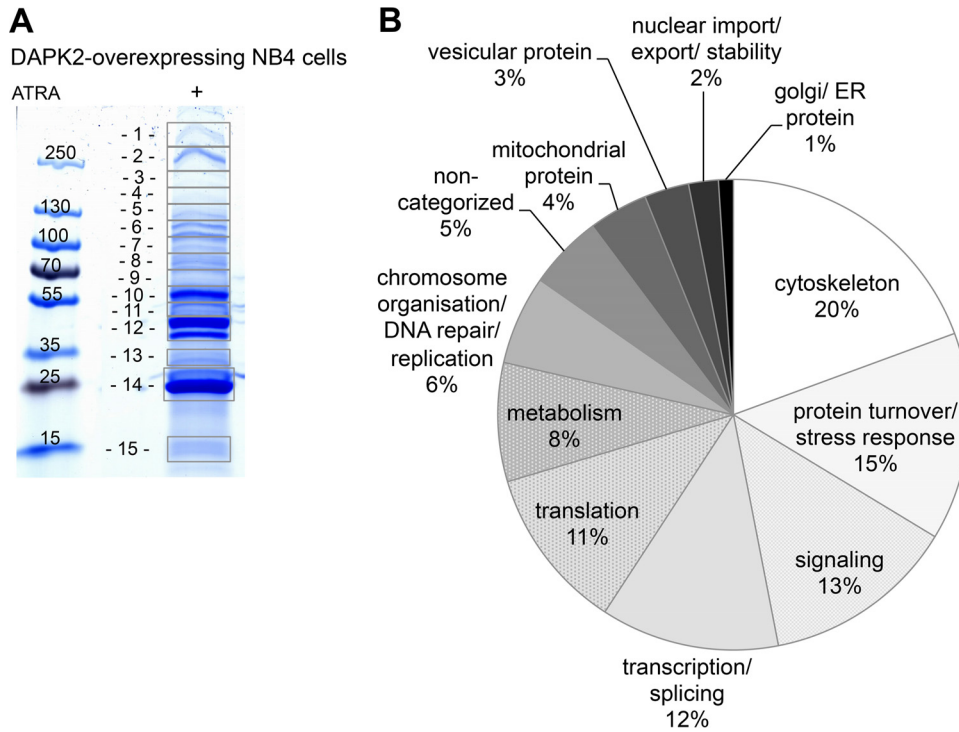 A
DAPK2-overexpressing NB4 cells
ATRA
+
250
130
100
70
55
35
25
15
- 1 -
- 2 -
- 3 -
- 4 -
- 5 -
- 6 -
- 7 -
- 8 -
- 9 -
- 10 -
- 11 -
- 12 -
- 13 -
- 14 -
- 15 -
B
nuclear import/
export/ stability
2%
vesicular protein
3%
golgi/ ER
protein
1%
mitochondrial
protein
4%
non-
categorized
5%
chromosome
organisation/
DNA repair/
replication
6%
cytoskeleton
20%
protein turnover/
stress response
15%
metabolism
8%
translation
11%
signaling
13%
transcription/
splicing
12%